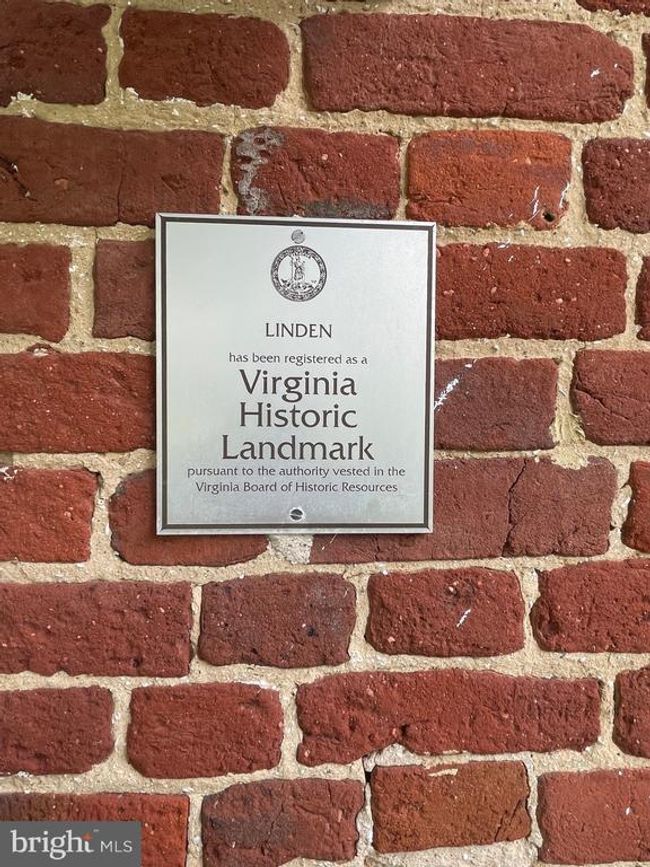 LINDEN
has been registered as a
Virginia
Historic
Landmark
pursuant to the authority vested in the
Virginia Board of Historic Resources
bright MLS